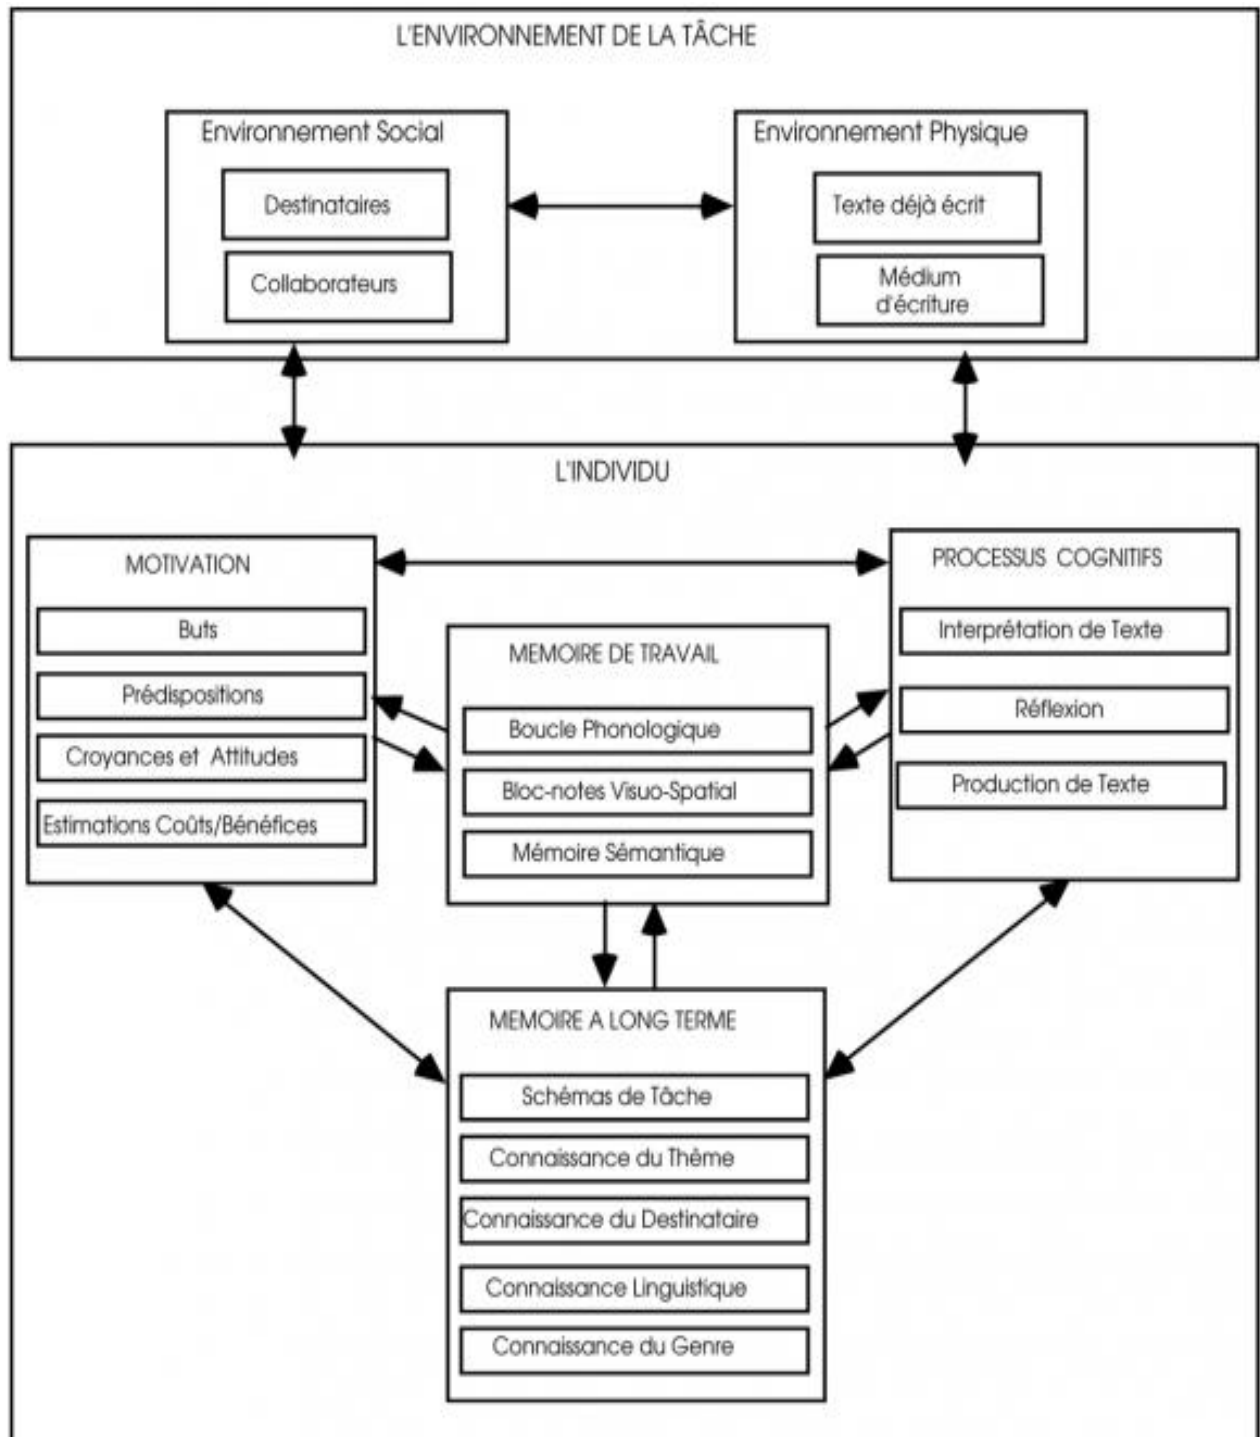 L'ENVIRONNEMENT DE LA TÂCHE
Environnement Social
Destinataires
Collaborateurs
Environnement Physique
Texte déjà écrit
Médium
d'écriture
L'INDIVIDU
MOTIVATION
Buts
Prédispositions
Croyances et Attitudes
Estimations Coûts/Bénéfices
MEMOIRE DE TRAVAIL
Boucle Phonologique
Bloc-notes Visuo-Spatial
Mémoire Sémantique
PROCESSUS COGNITIFS
Interprétation de Texte
Réflexion
Production de Texte
MEMOIRE A LONG TERME
Schémas de Tâche
Connaissance du Thème
Connaissance du Destinataire
Connaissance Linguistique
Connaissance du Genre